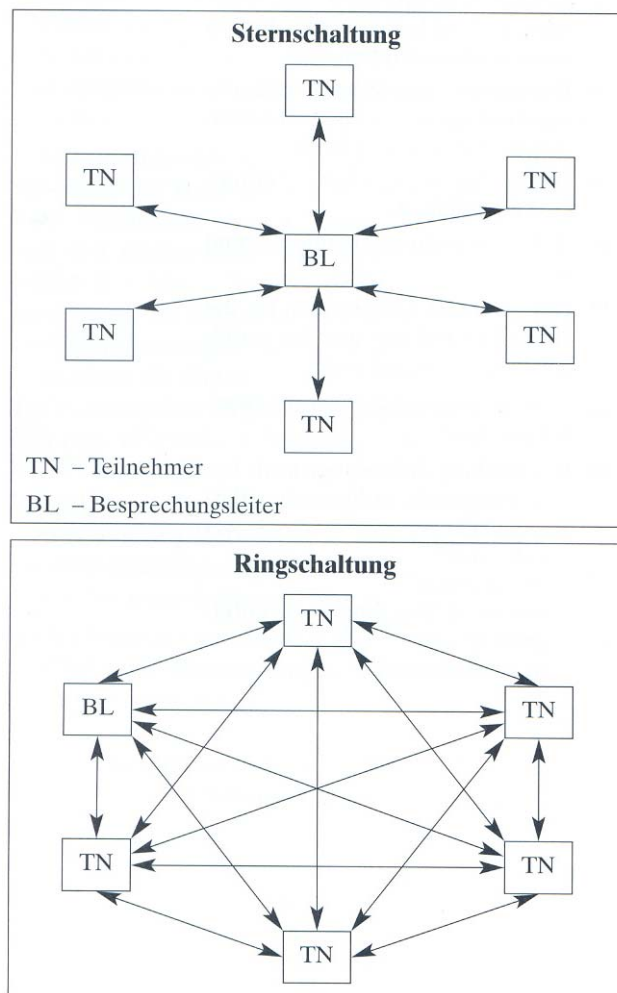 Sternschaltung
TN
TN
TN
BL
TN
TN
TN
TN – Teilnehmer
BL – Besprechungsleiter
Ringschaltung
TN
BL
TN
TN
TN
TN